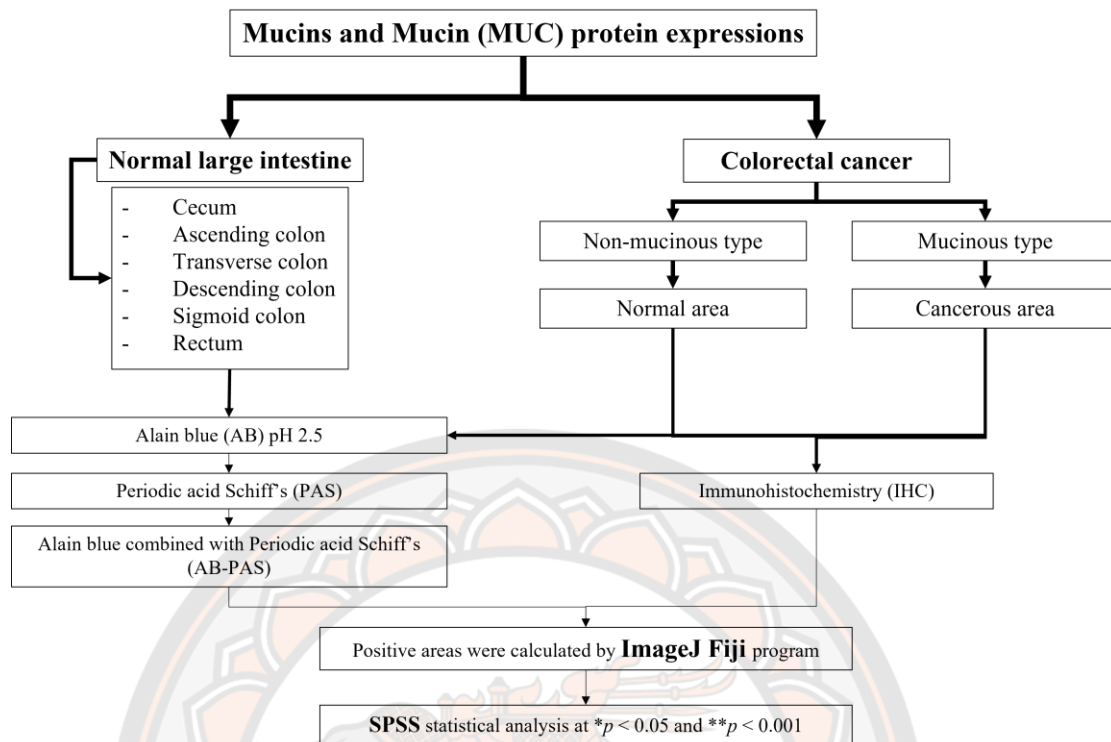 Mucins and Mucin (MUC) protein expressions
Normal large intestine
- Cecum
- Ascending colon
- Transverse colon
- Descending colon
- Sigmoid colon
- Rectum
Colorectal cancer
Non-mucinous type
Mucinous type
Normal area
Cancerous area
Alain blue (AB) pH 2.5
Periodic acid Schiff’s (PAS)
Alain blue combined with Periodic acid Schiff’s
(AB-PAS)
Immunohistochemistry (IHC)
Positive areas were calculated by ImageJ Fiji program
SPSS statistical analysis at *p < 0.05 and **p < 0.001